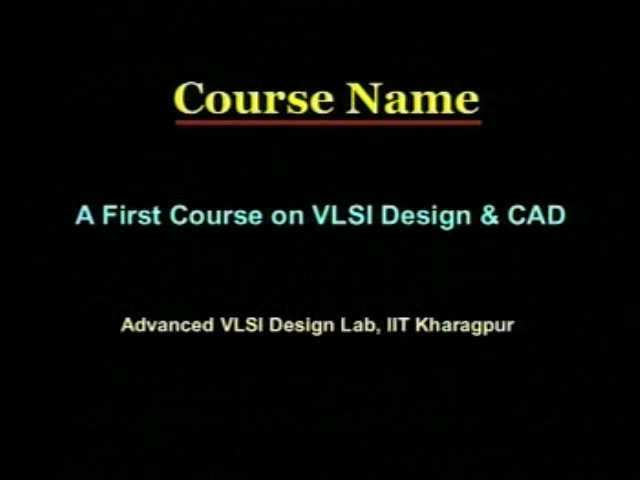 Course Name
A First Course on VLSI Design & CAD
Advanced VLSI Design Lab, IIT Kharagpur